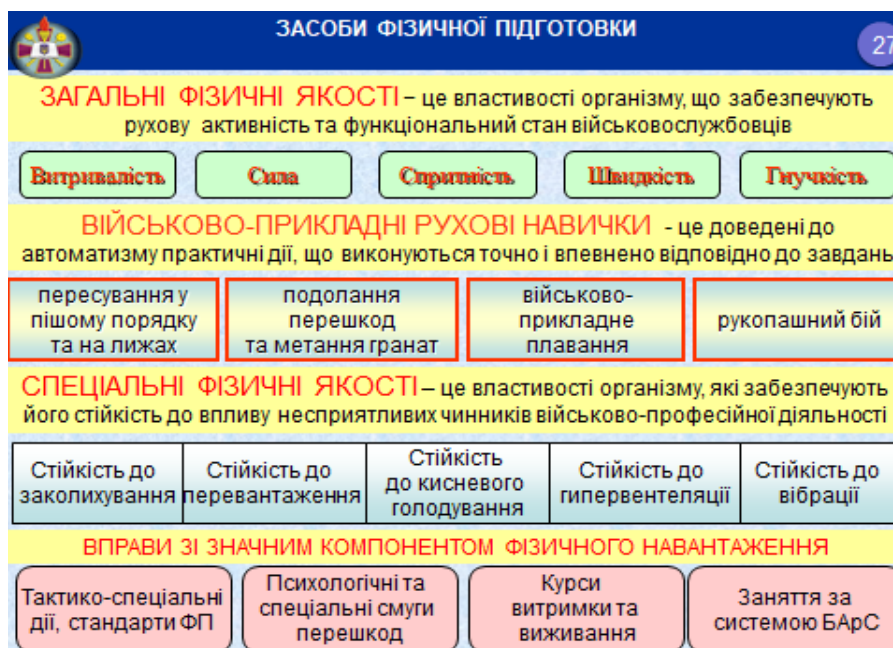 ЗАСОБИ ФІЗИЧНОЇ ПІДГОТОВКИ
27
ЗАГАЛЬНІ ФІЗИЧНІ ЯКОСТІ – це властивості організму, що забезпечують
рухову активність та функціональний стан військовослужбовців
Витривалість
Сила
Спритність
Швидкість
Гнучкість
ВІЙСЬКОВО-ПРИКЛАДНІ РУХОВІ НАВИЧКИ - це доведені до
автоматизму практичні дії, що виконуються точно і впевнено відповідно до завдань
пересування у
пішому порядку
та на лижах
подолання
перешкод
та метання гранат
військово-
прикладне
плавання
рукопашний бій
СПЕЦІАЛЬНІ ФІЗИЧНІ ЯКОСТІ – це властивості організму, які забезпечують
його стійкість до впливу несприятливих чинників військово-професійної діяльності
Стійкість до
заколихування
Стійкість до
перевантаження
Стійкість
до кисневого
голодування
Стійкість до
гипервентеляції
Стійкість до
вібрації
ВПРАВИ ЗІ ЗНАЧНИМ КОМПОНЕНТОМ ФІЗИЧНОГО НАВАНТАЖЕННЯ
Тактико-спеціальні
дії, стандарти ФП
Психологічні та
спеціальні смуги
перешкод
Курси
витримки та
виживання
Заняття за
системою БАрС